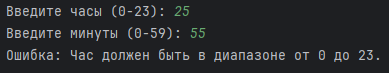 Введите часы (0-23): 25
Введите минуты (0-59): 55
Ошибка: Час должен быть в диапазоне от 0 до 23.